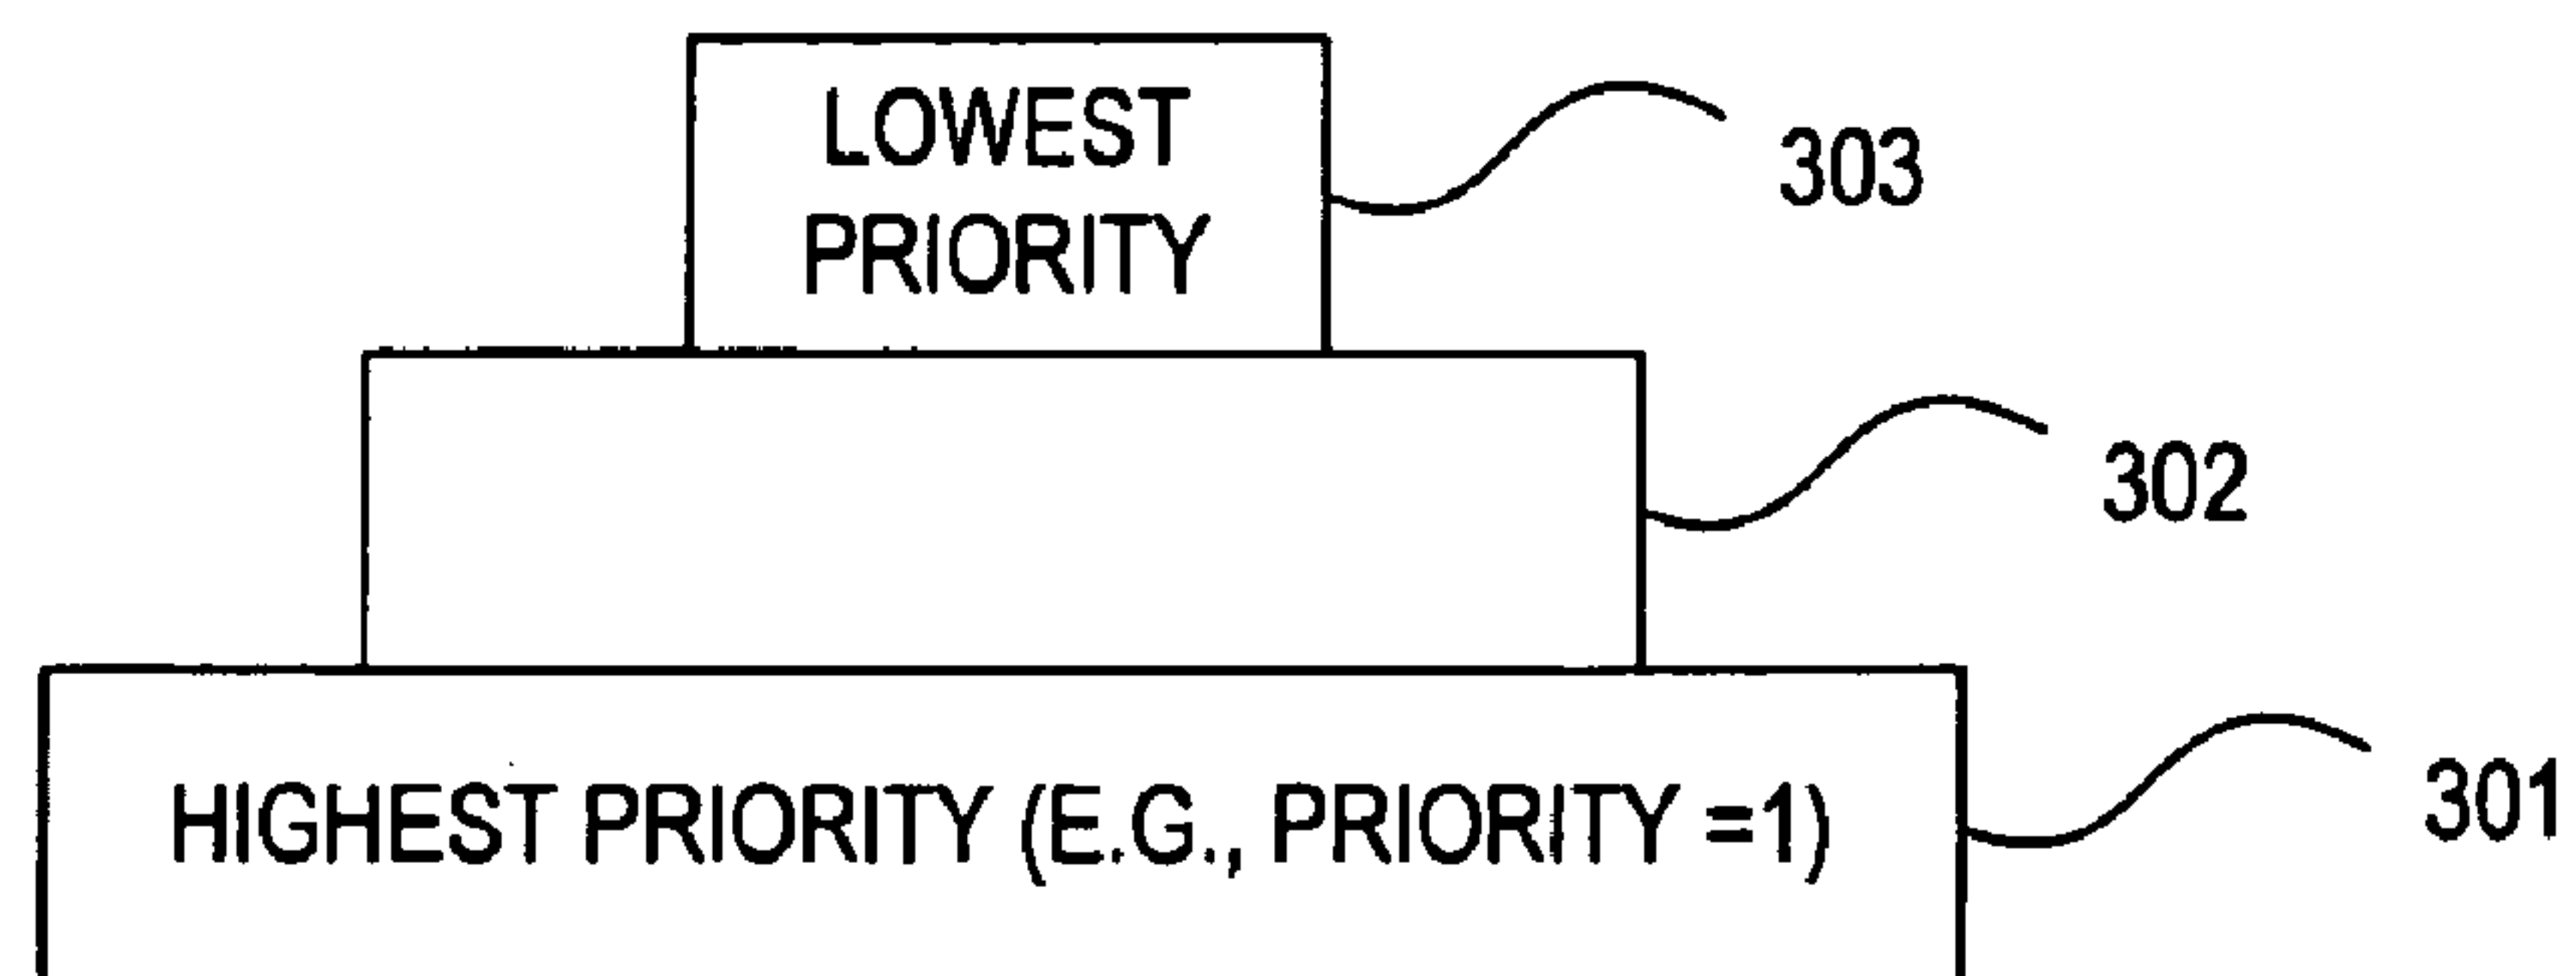 LOWEST
PRIORITY
303
302
HIGHEST PRIORITY (E.G., PRIORITY =1)
301